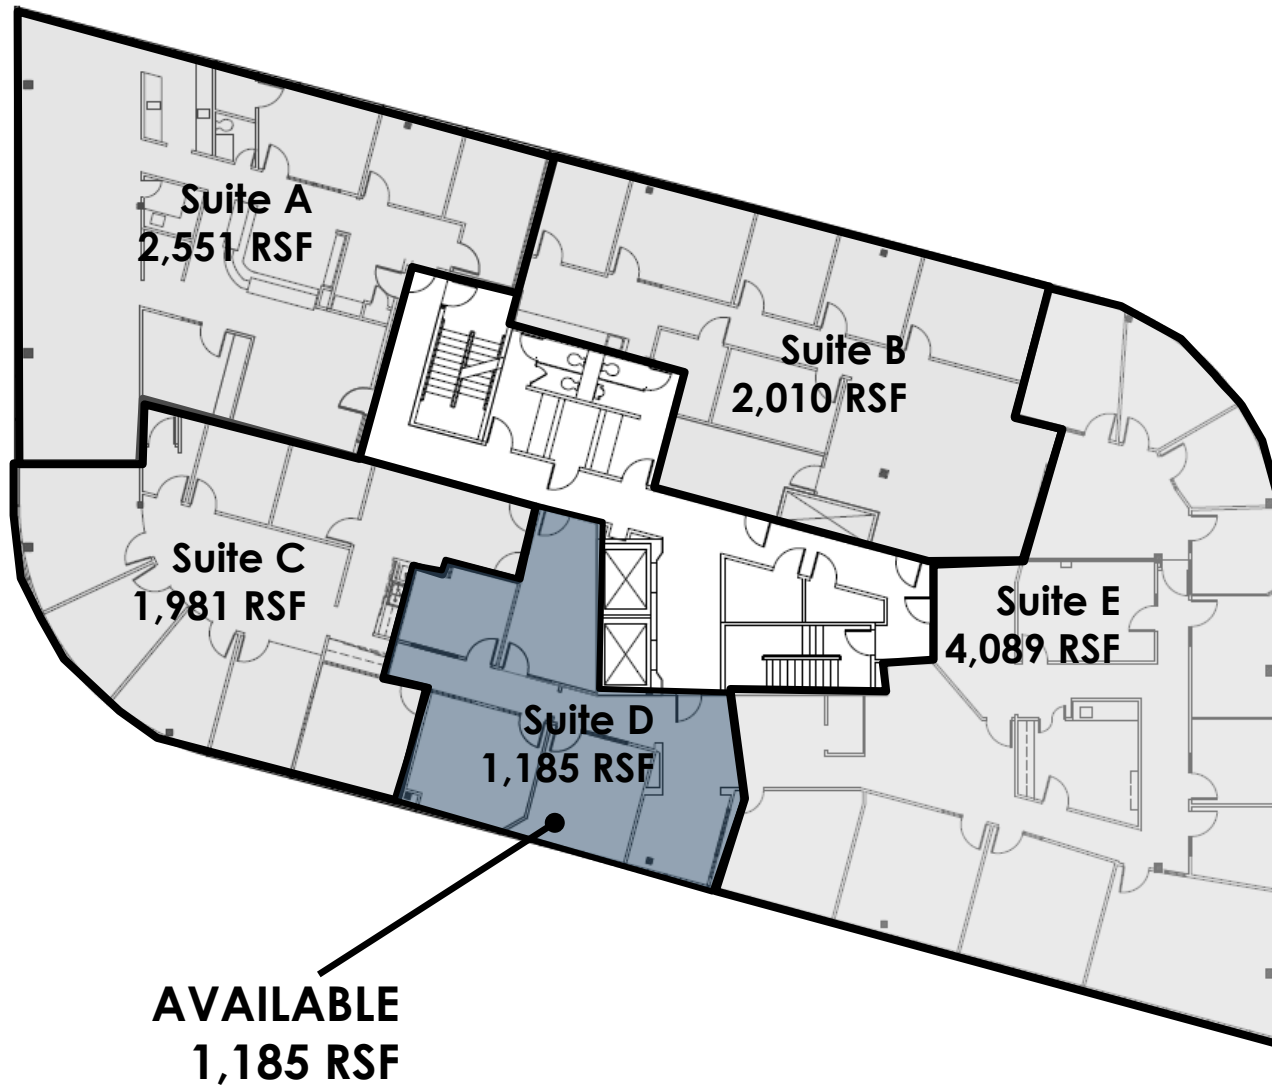 Suite A
2,551 RSF
Suite B
2,010 RSF
Suite C
1,981 RSF
Suite E
4,089 RSF
Suite D
1,185 RSF
AVAILABLE
1,185 RSF